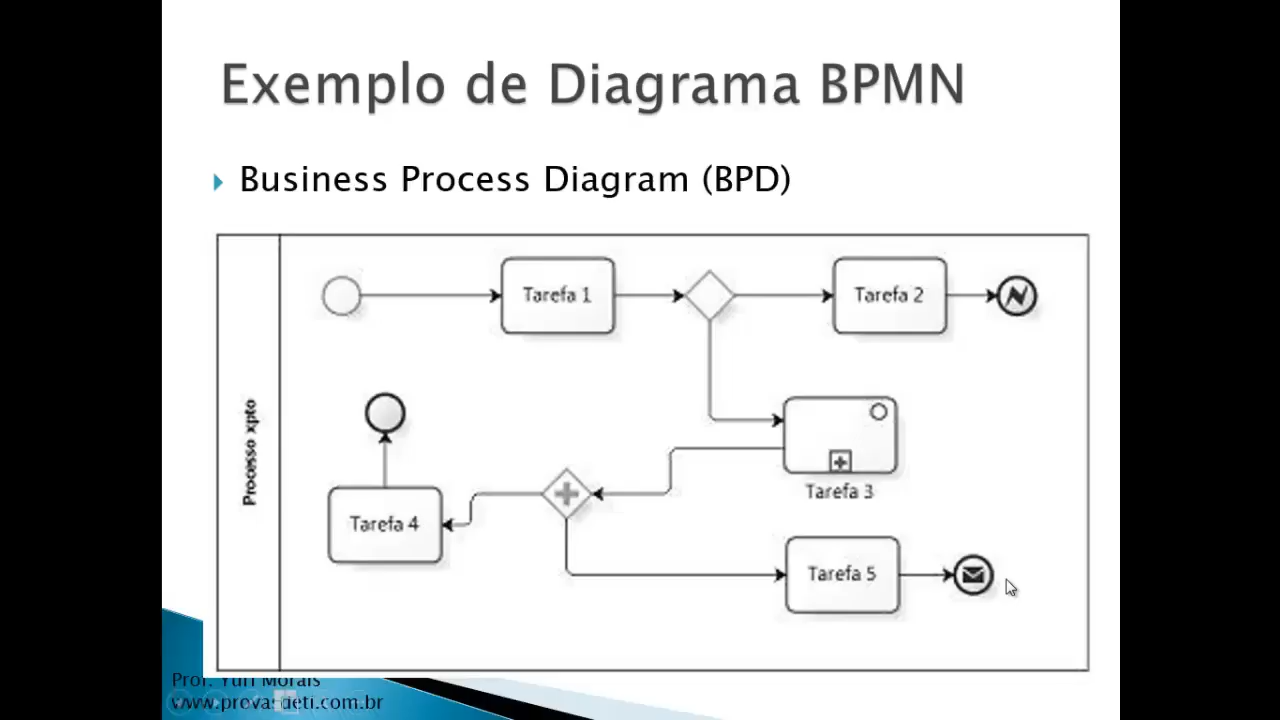 Exemplo de Diagrama BPMN
Business Process Diagram (BPD)
Tarefa 1
Tarefa 2
Processo xpto
Tarefa 3
Tarefa 4
Tarefa 5
Prof. Yuri Morais
www.provasdeti.com.br